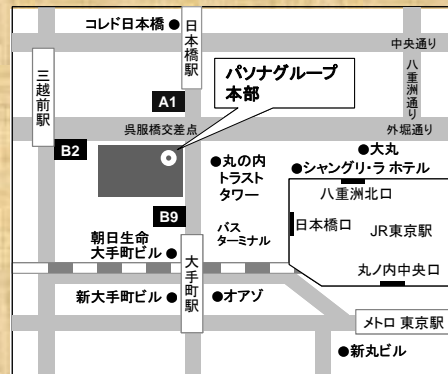 コレド日本橋
日本橋駅
中央通り
三越前駅
パソナグループ
本部
八重洲通り
A1
呉服橋交差点
外堀通り
B2
丸の内
トラスト
タワー
大丸
シャングリ・ラ ホテル
八重洲北口
B9
バス
ターミナル
日本橋口
JR東京駅
朝日生命
大手町ビル
大手町駅
丸ノ内中央口
新大手町ビル
オアゾ
メトロ 東京駅
新丸ビル